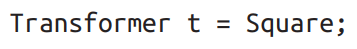 Transformer t = Square;